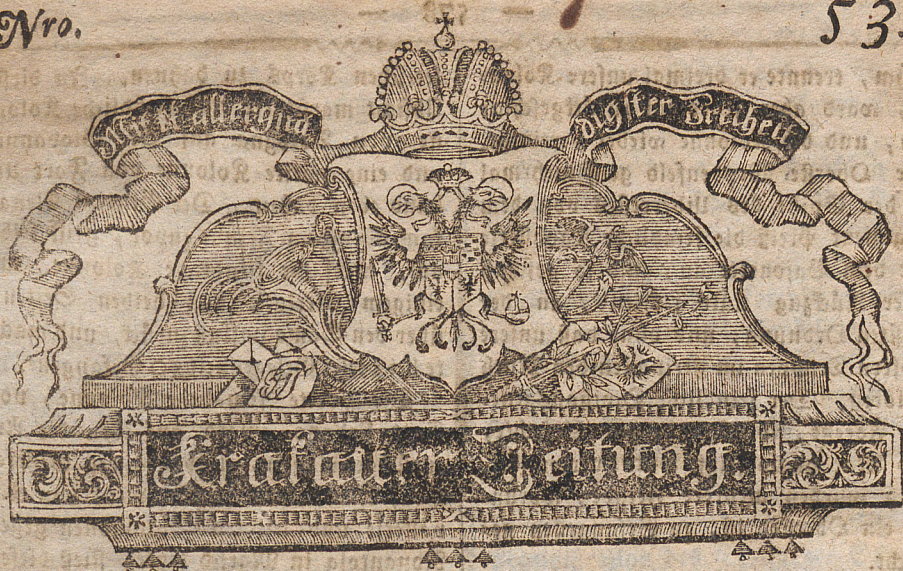 Nro. 53.
Mit k allergnä digster Freiheit
Krakauer Zeitung.